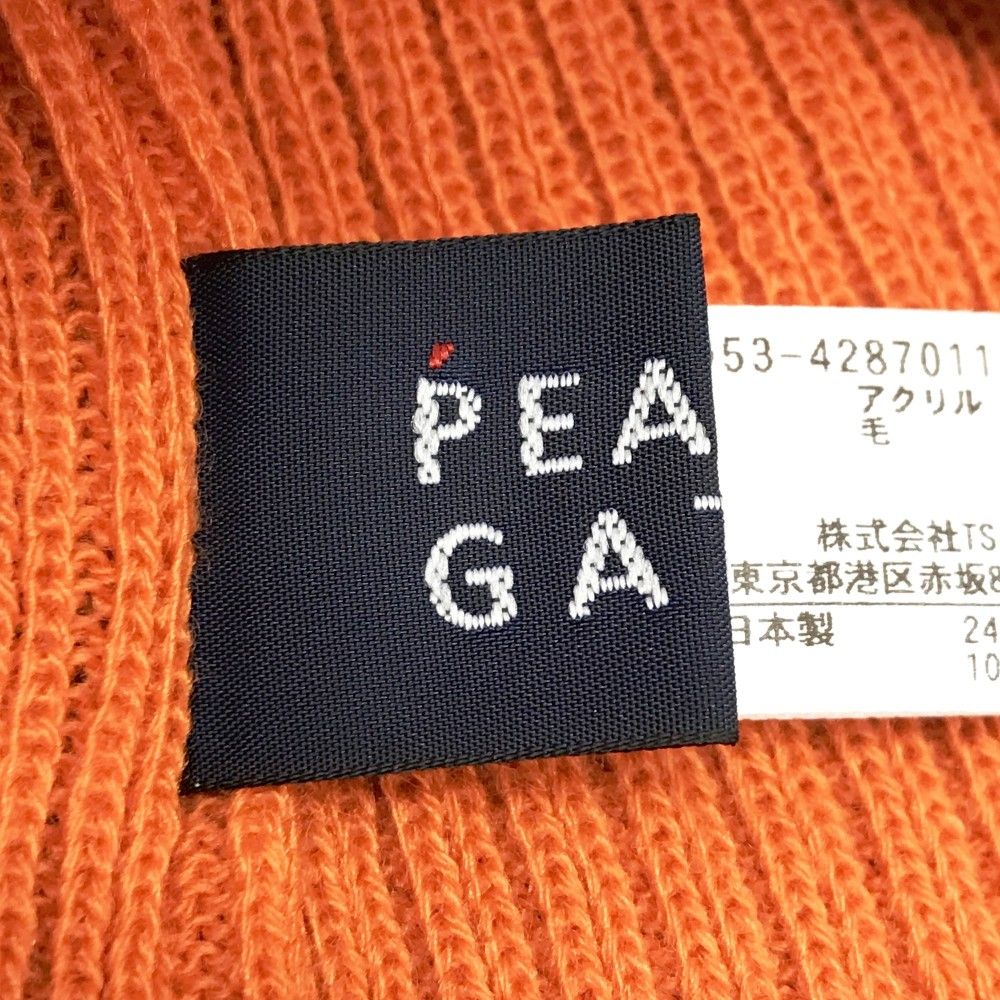 PEA
GA
53-4287011
アクリル
毛
株式会社TS
東京都港区赤坂8
日本製 24
10